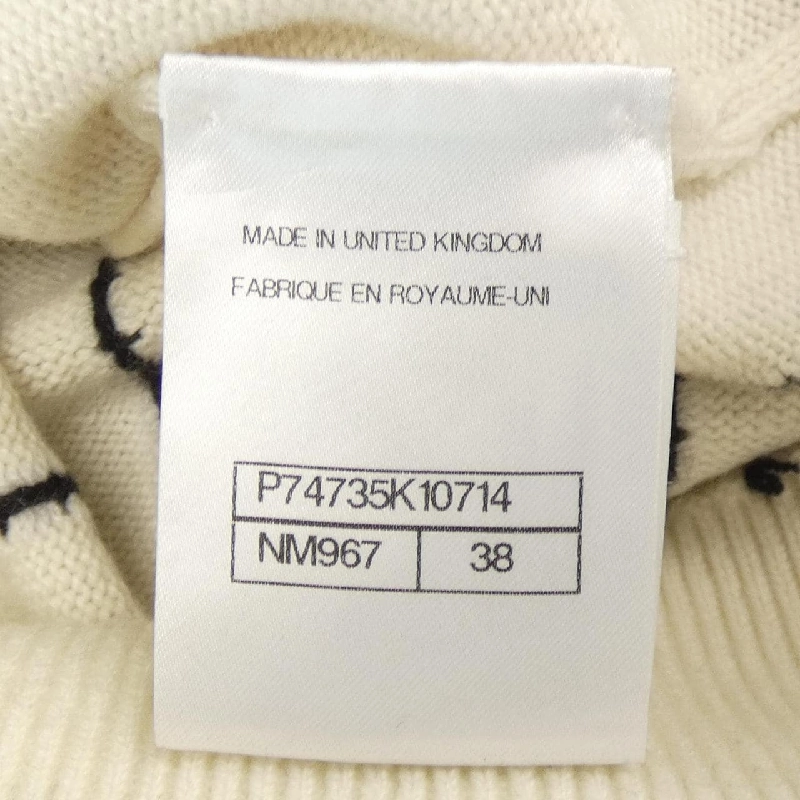 MADE IN UNITED KINGDOM
FABRIQUE EN ROYAUME-UNI
P74735K10714
NM967 38